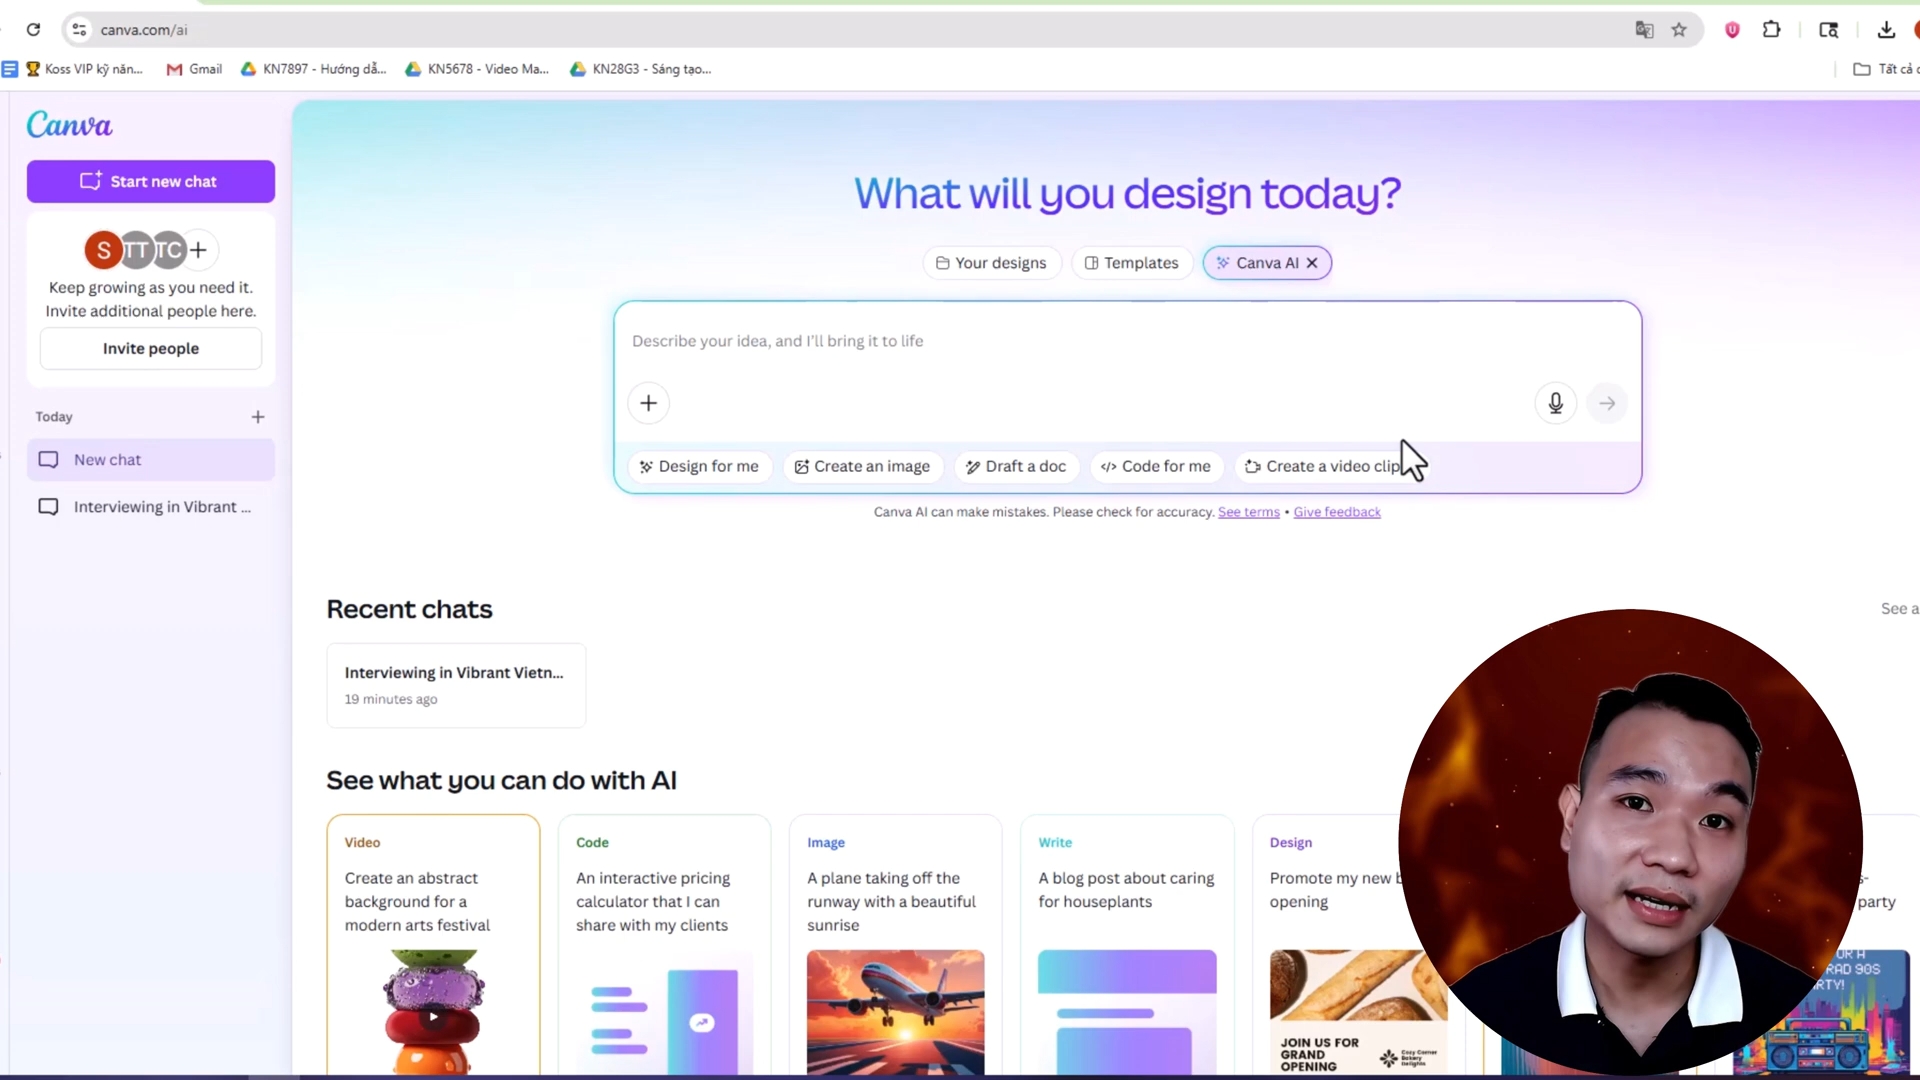 canva.com/ai
Koss VIP kỹ năn...
Gmail
KN7897 - Hướng dẫ...
KN5678 - Video Ma...
KN28G3 - Sáng tạo...
Tất cả
Canva
Start new chat
S TT TC
Keep growing as you need it.
Invite additional people here.
Invite people
Today
New chat
Interviewing in Vibrant ...
What will you design today?
Your designs
Templates
Canva AI
Describe your idea, and I'll bring it to life
Design for me
Create an image
Draft a doc
Code for me
Create a video clip
Canva AI can make mistakes. Please check for accuracy. See terms • Give feedback
Recent chats
See a
Interviewing in Vibrant Vietn...
19 minutes ago
See what you can do with AI
Video
Create an abstract
background for a
modern arts festival
Code
An interactive pricing
calculator that I can
share with my clients
Image
A plane taking off the
runway with a beautiful
sunrise
Write
A blog post about caring
for houseplants
Design
Promote my new b
opening
party
JOIN US FOR
GRAND
OPENING
Cozy Corner
Bakery
Delights
FOR A
RAD 90S
PARTY!